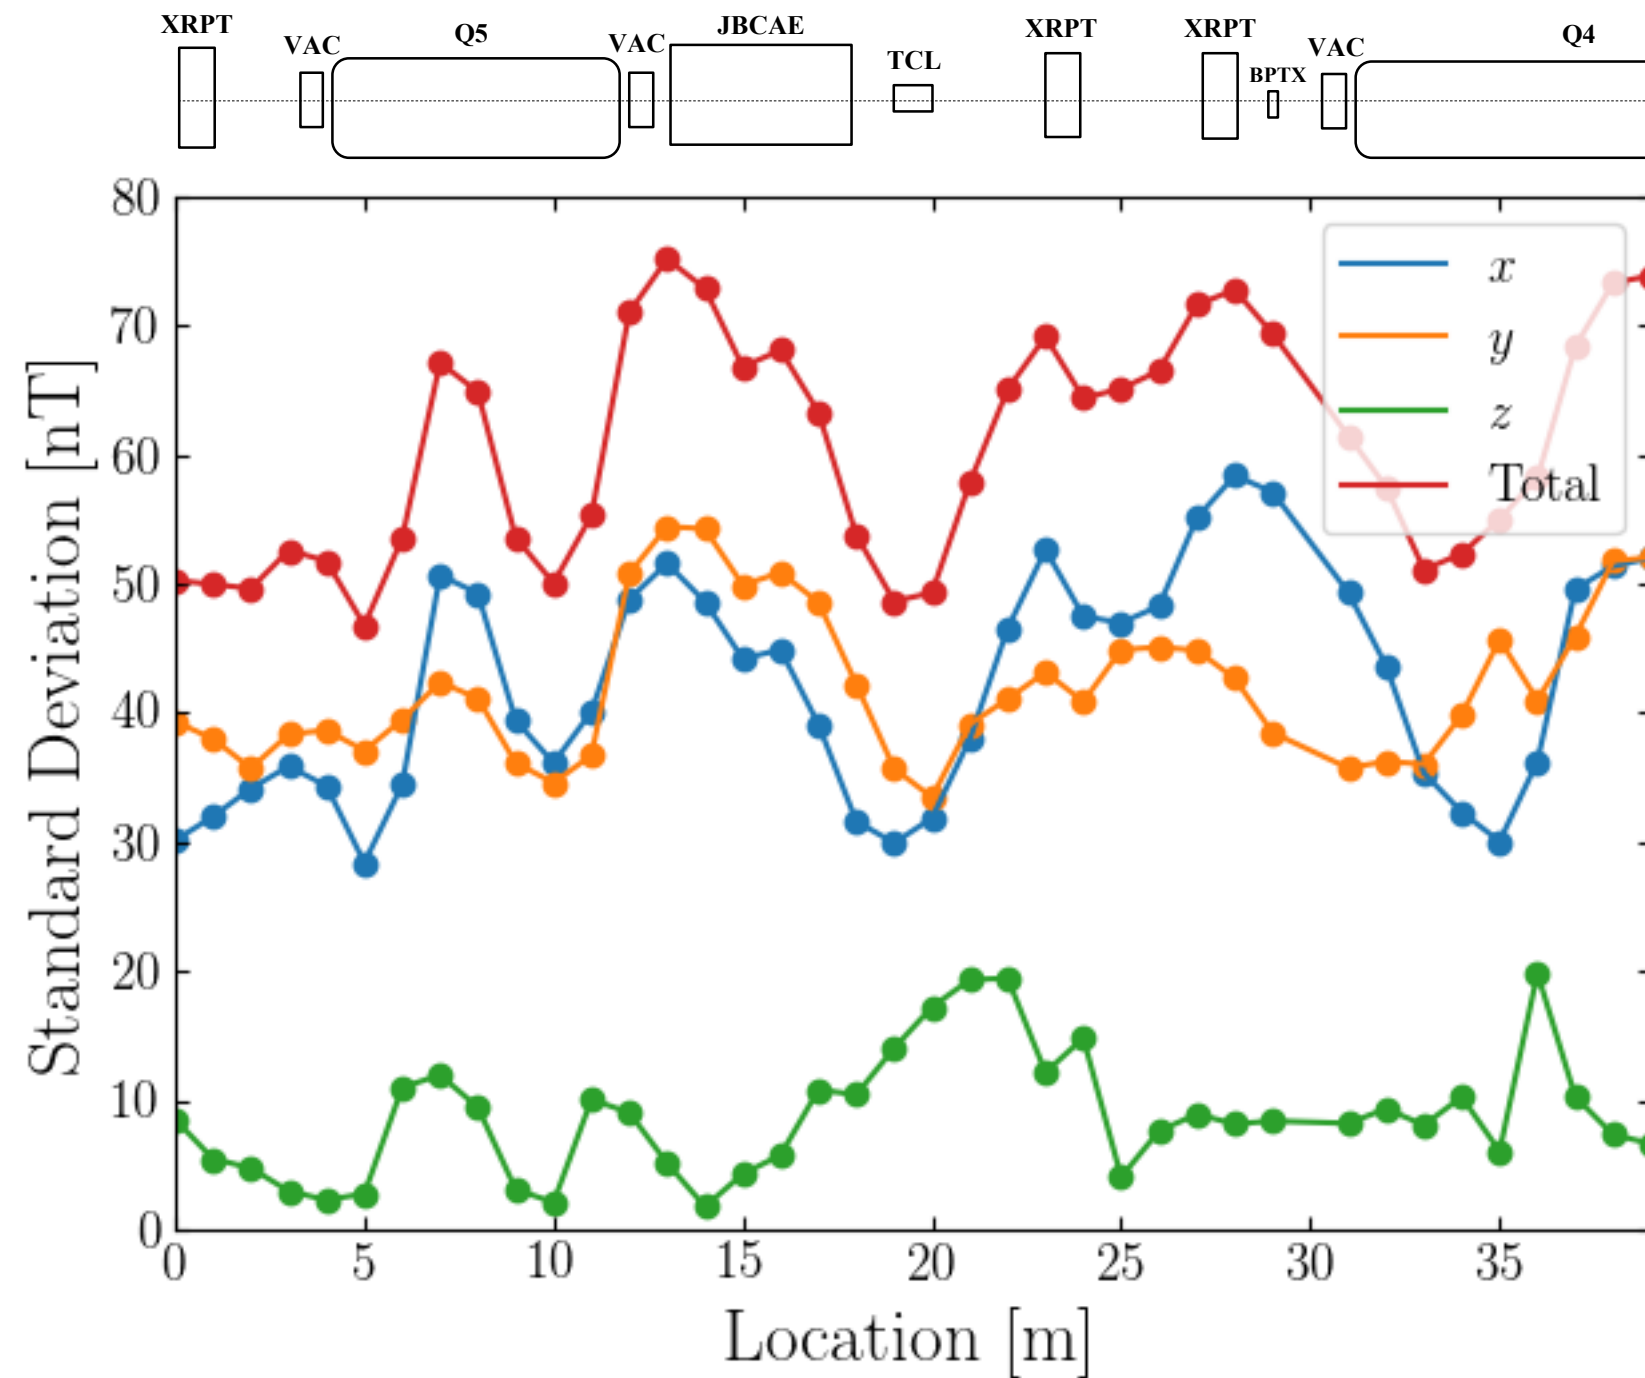 XRPT
VAC
Q5
VAC
JBCAE
TCL
XRPT
XRPT
BPTX
VAC
Q4
80
70
60
50
40
30
20
10
0
Standard Deviation [nT]
x
y
z
Total
0 5 10 15 20 25 30 35
Location [m]